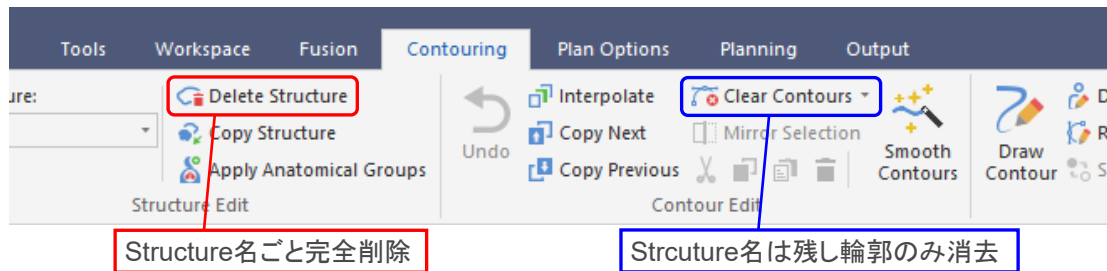 Tools Workspace Fusion Contouring Plan Options Planning Output
ure:
Delete Structure
Copy Structure
Apply Anatomical Groups
Structure Edit
Undo
Interpolate
Copy Next
Copy Previous
Clear Contours
Mirror Selection
Smooth
Contours
Contour Edit
Draw
Contour
D
R
S
Structure名ごと完全削除
Strcuture名は残し輪郭のみ消去